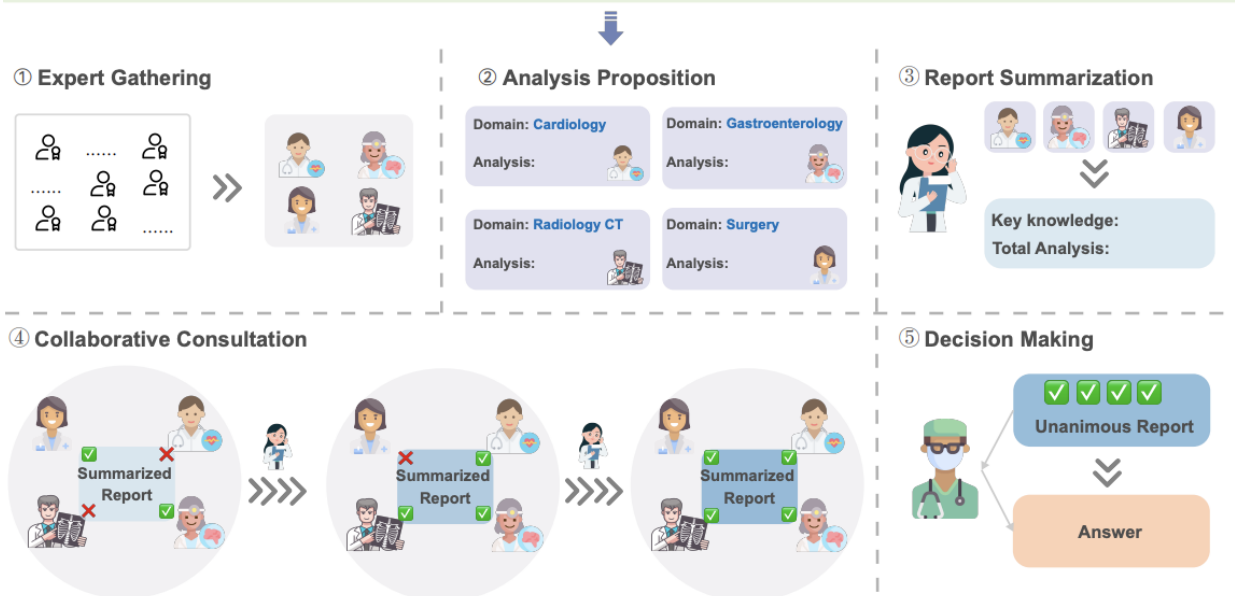 ① Expert Gathering
......
......
......
② Analysis Proposition
Domain: Cardiology
Analysis:
Domain: Gastroenterology
Analysis:
Domain: Radiology CT
Analysis:
Domain: Surgery
Analysis:
③ Report Summarization
Key knowledge:
Total Analysis:
④ Collaborative Consultation
Summarized
Report
Summarized
Report
Summarized
Report
⑤ Decision Making
Unanimous Report
Answer